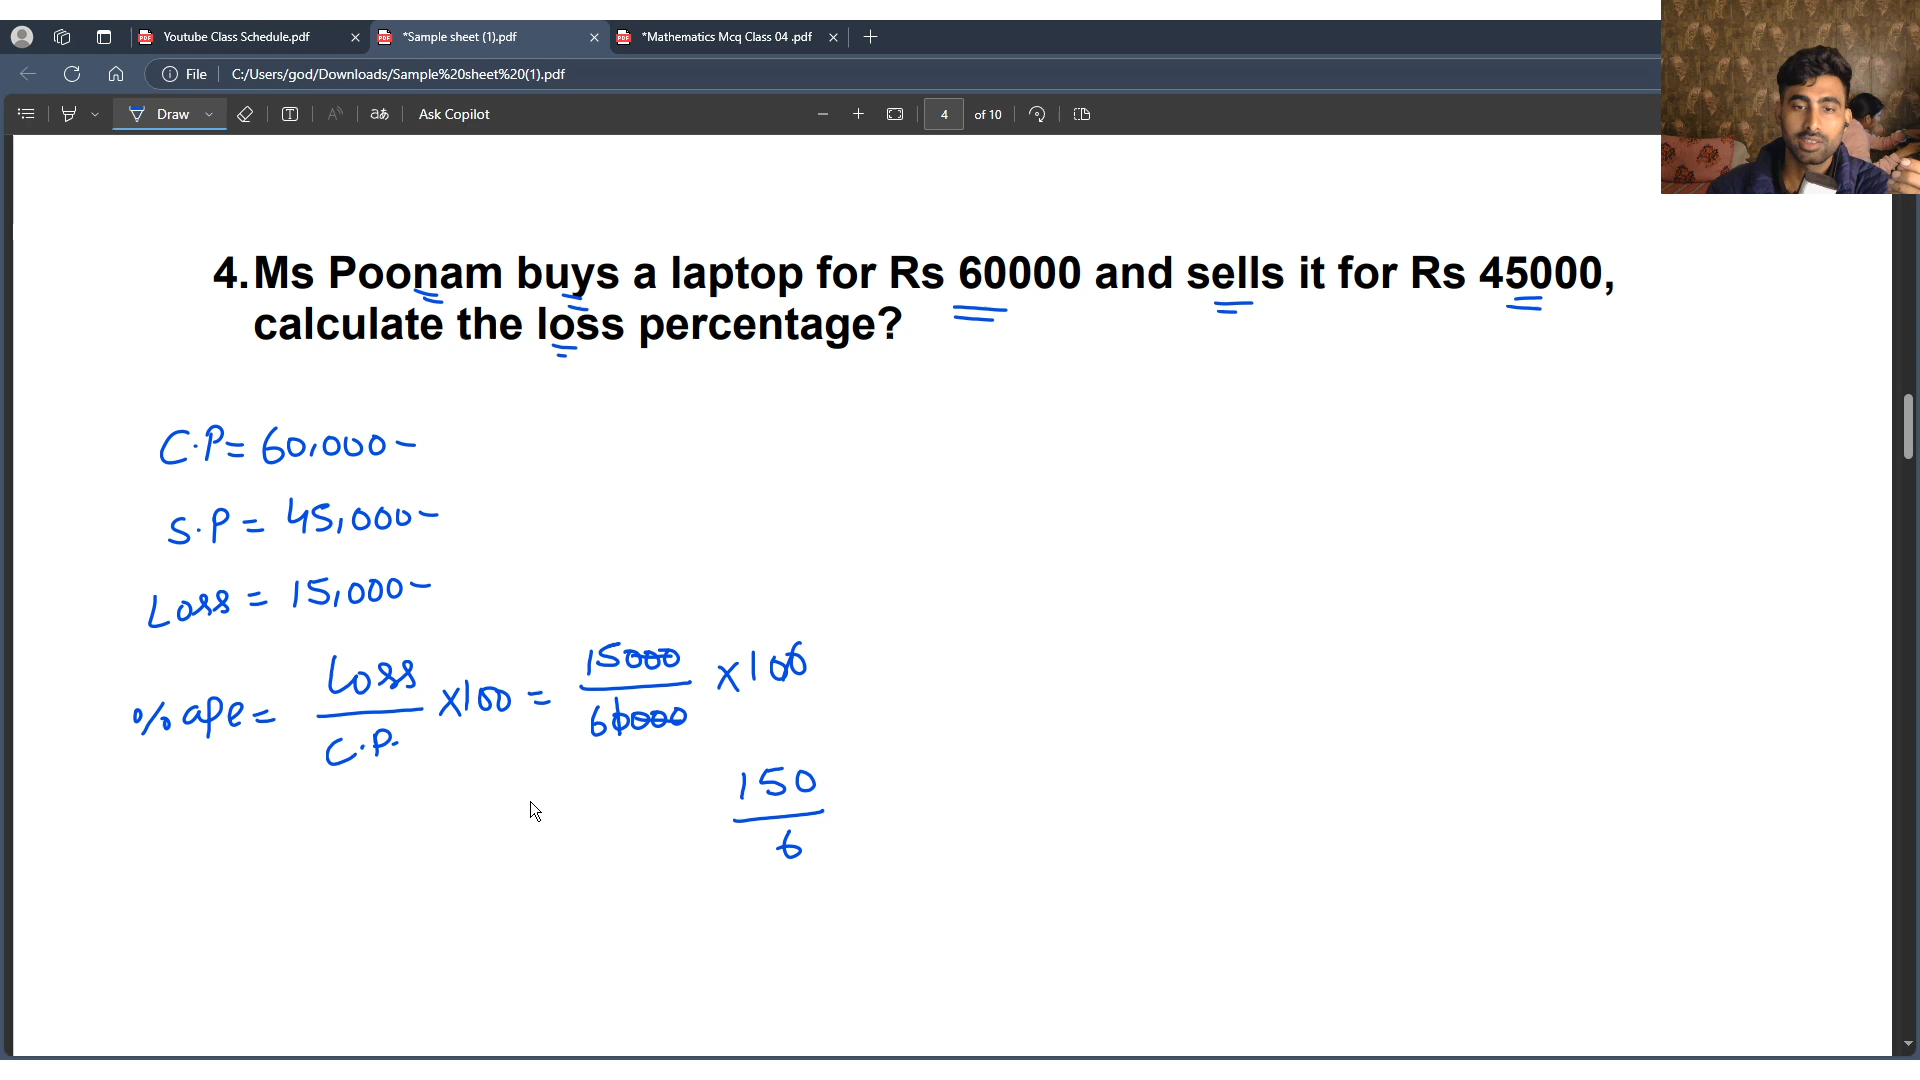 Youtube Class Schedule.pdf
*Sample sheet (1).pdf
*Mathematics Mcq Class 04 .pdf
File
C:/Users/god/Downloads/Sample%20sheet%20(1).pdf
Draw
aあ
Ask Copilot
4
of 10
4. Ms Poonam buys a laptop for Rs 60000 and sells it for Rs 45000,
calculate the loss percentage?
C.P= 60,000-
S.P = 45,000-
Loss = 15,000-
%age = Loss/C.P. ×100 = 15000/60000 ×100
150/6